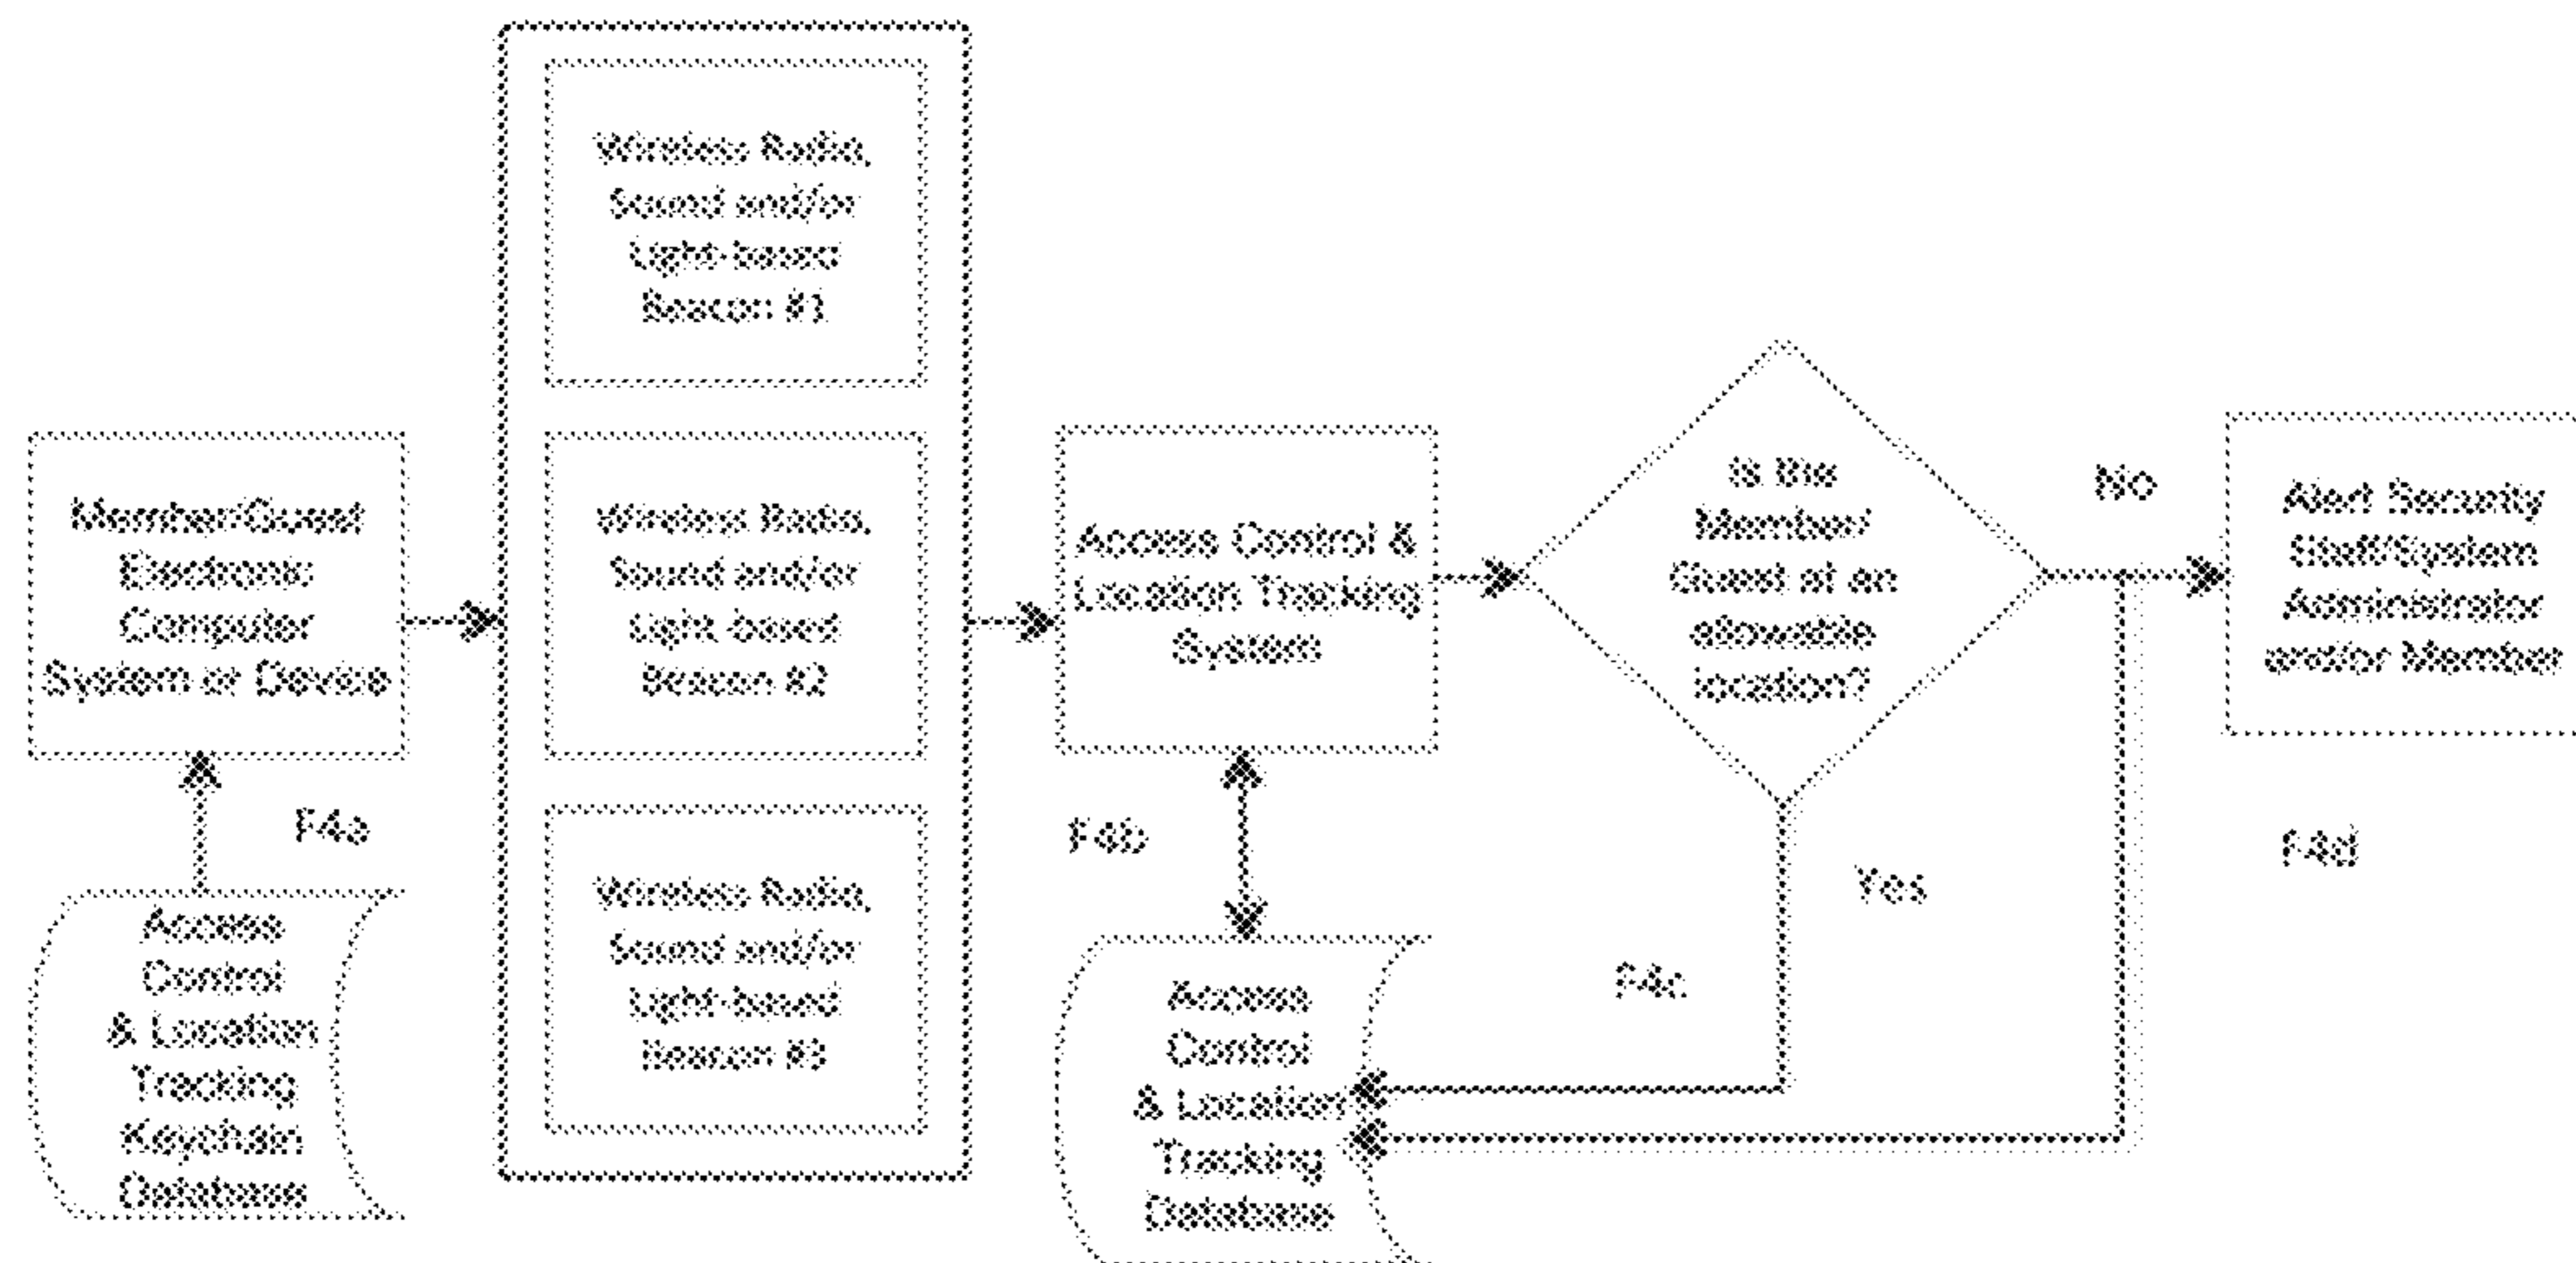 Member/Guest
Electronic
Computer
System or Device
F4a
Access
Control
& Location
Tracking
Keychain
Database
Wireless Radio,
Sound and/or
Light-based
Beacon #1
Wireless Radio,
Sound and/or
Light-based
Beacon #2
Wireless Radio,
Sound and/or
Light-based
Beacon #3
Access Control &
Location Tracking
System
F4b
Access
Control
& Location
Tracking
Database
Is the
Member/
Guest at an
allowable
location?
Yes
F4c
No
Alert Security
Staff/System
Administrator
and/or Member
F4d